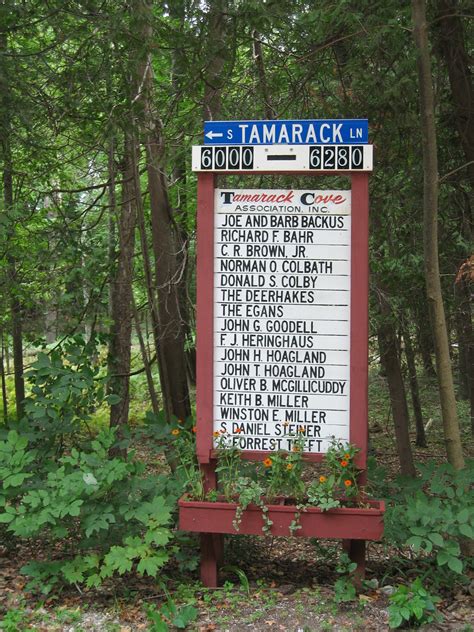 ← S TAMARACK LN
6000 – 6280
Tamarack Cove
ASSOCIATION, INC.
JOE AND BARB BACKUS
RICHARD F. BAHR
C. R. BROWN, JR
NORMAN O. COLBATH
DONALD S. COLBY
THE DEERHAKES
THE EGANS
JOHN G. GOODELL
F. J. HERINGHAUS
JOHN H. HOAGLAND
JOHN T. HOAGLAND
OLIVER B. MCGILLICUDDY
KEITH B. MILLER
WINSTON E. MILLER
S. DANIEL STEINER
FORREST TEFT